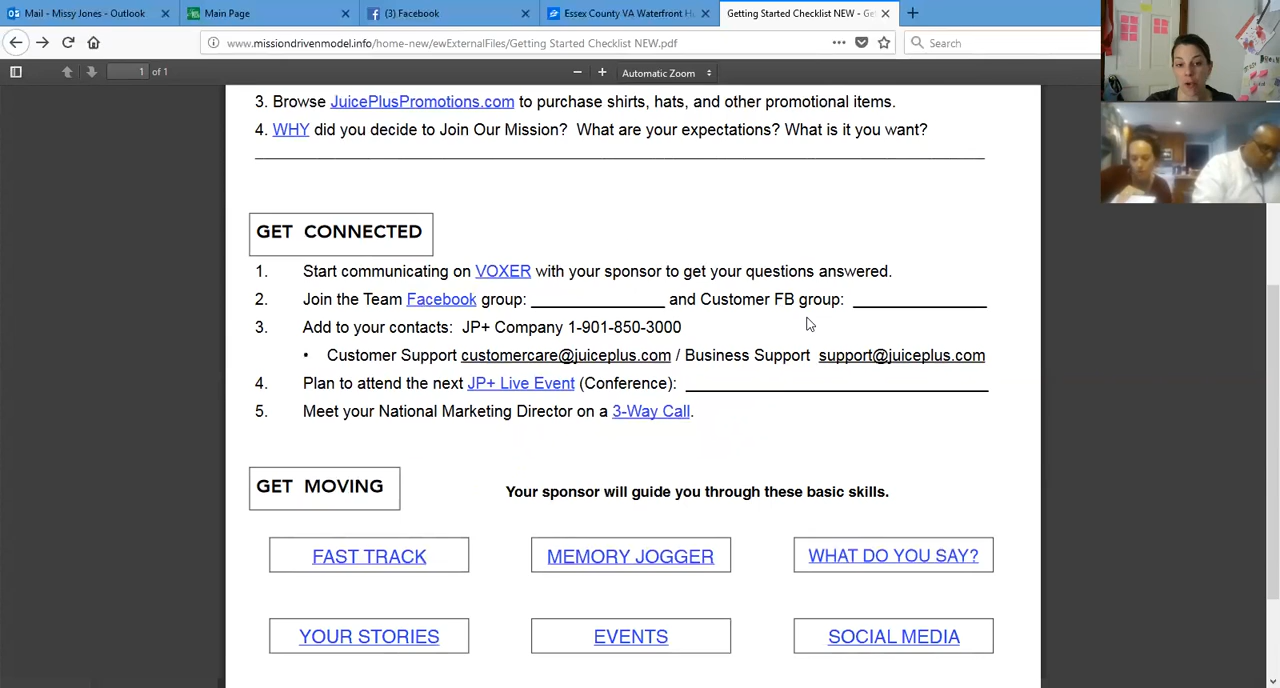 Mail - Missy Jones - Outlook
Main Page
(3) Facebook
Essex County VA Waterfront H
Getting Started Checklist NEW - Ge
www.missiondrivenmodel.info/home-new/ewExternalFiles/Getting Started Checklist NEW.pdf
Search
1 of 1
Automatic Zoom
3. Browse JuicePlusPromotions.com to purchase shirts, hats, and other promotional items.
4. WHY did you decide to Join Our Mission? What are your expectations? What is it you want?
GET CONNECTED
1. Start communicating on VOXER with your sponsor to get your questions answered.
2. Join the Team Facebook group: ________ and Customer FB group: ________
3. Add to your contacts: JP+ Company 1-901-850-3000
• Customer Support customercare@juiceplus.com / Business Support support@juiceplus.com
4. Plan to attend the next JP+ Live Event (Conference): ________
5. Meet your National Marketing Director on a 3-Way Call.
GET MOVING
Your sponsor will guide you through these basic skills.
FAST TRACK
MEMORY JOGGER
WHAT DO YOU SAY?
YOUR STORIES
EVENTS
SOCIAL MEDIA